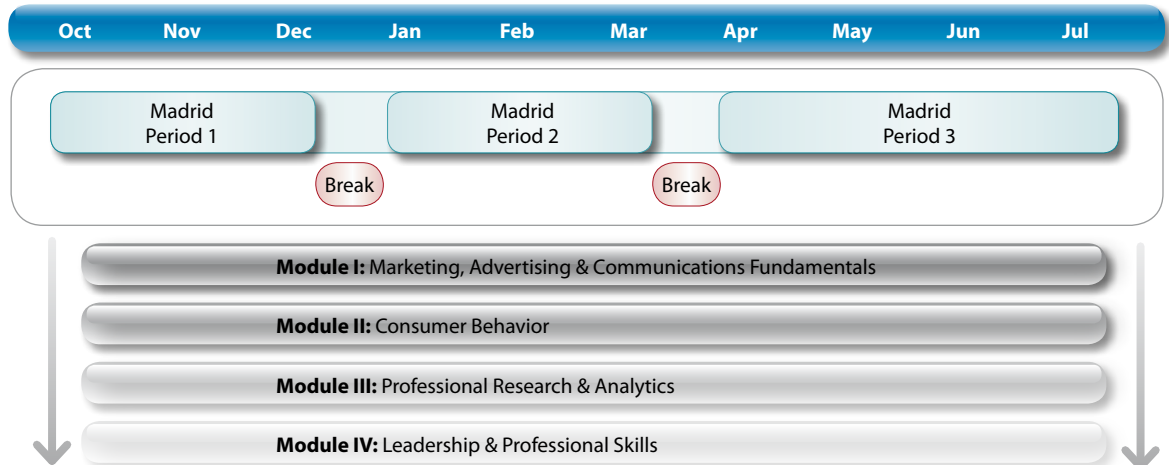 Oct Nov Dec Jan Feb Mar Apr May Jun Jul
Madrid
Period 1
Madrid
Period 2
Madrid
Period 3
Break
Break
Module I: Marketing, Advertising & Communications Fundamentals
Module II: Consumer Behavior
Module III: Professional Research & Analytics
Module IV: Leadership & Professional Skills